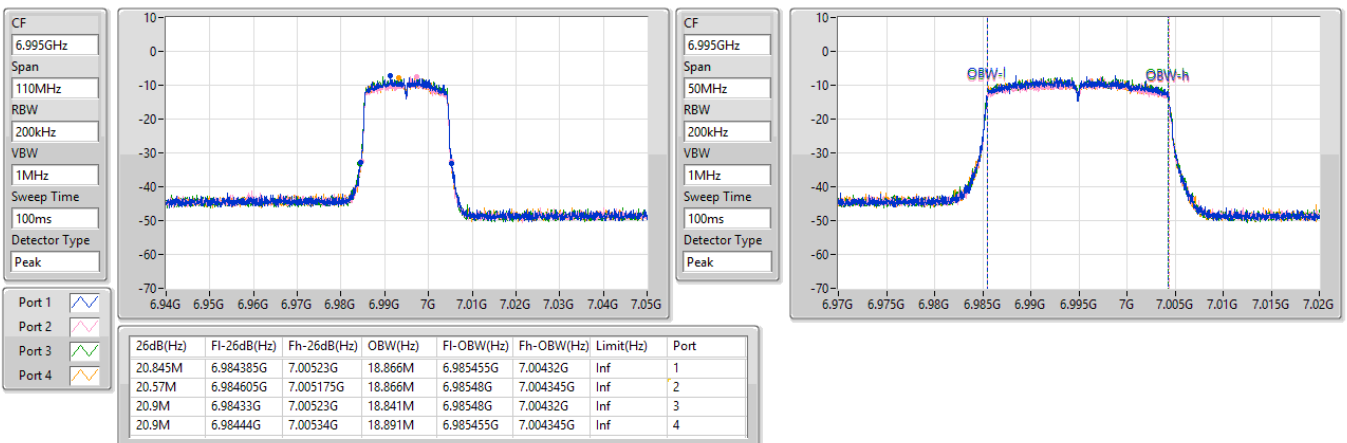 CF
6.995GHz
Span
110MHz
RBW
200kHz
VBW
1MHz
Sweep Time
100ms
Detector Type
Peak
10
0
-10
-20
-30
-40
-50
-60
-70
6.94G 6.95G 6.96G 6.97G 6.98G 6.99G 7G 7.01G 7.02G 7.03G 7.04G 7.05G
CF
6.995GHz
Span
50MHz
RBW
200kHz
VBW
1MHz
Sweep Time
100ms
Detector Type
Peak
10
0
-10
-20
-30
-40
-50
-60
-70
OBW-l OBW-h
6.97G 6.975G 6.98G 6.985G 6.99G 6.995G 7G 7.005G 7.01G 7.015G 7.02G
Port 1
Port 2
Port 3
Port 4
26dB(Hz) Fl-26dB(Hz) Fh-26dB(Hz) OBW(Hz) Fl-OBW(Hz) Fh-OBW(Hz) Limit(Hz) Port
20.845M 6.984385G 7.00523G 18.866M 6.985455G 7.00432G Inf 1
20.57M 6.984605G 7.005175G 18.866M 6.98548G 7.004345G Inf 2
20.9M 6.98433G 7.00523G 18.841M 6.98548G 7.00432G Inf 3
20.9M 6.98444G 7.00534G 18.891M 6.985455G 7.004345G Inf 4